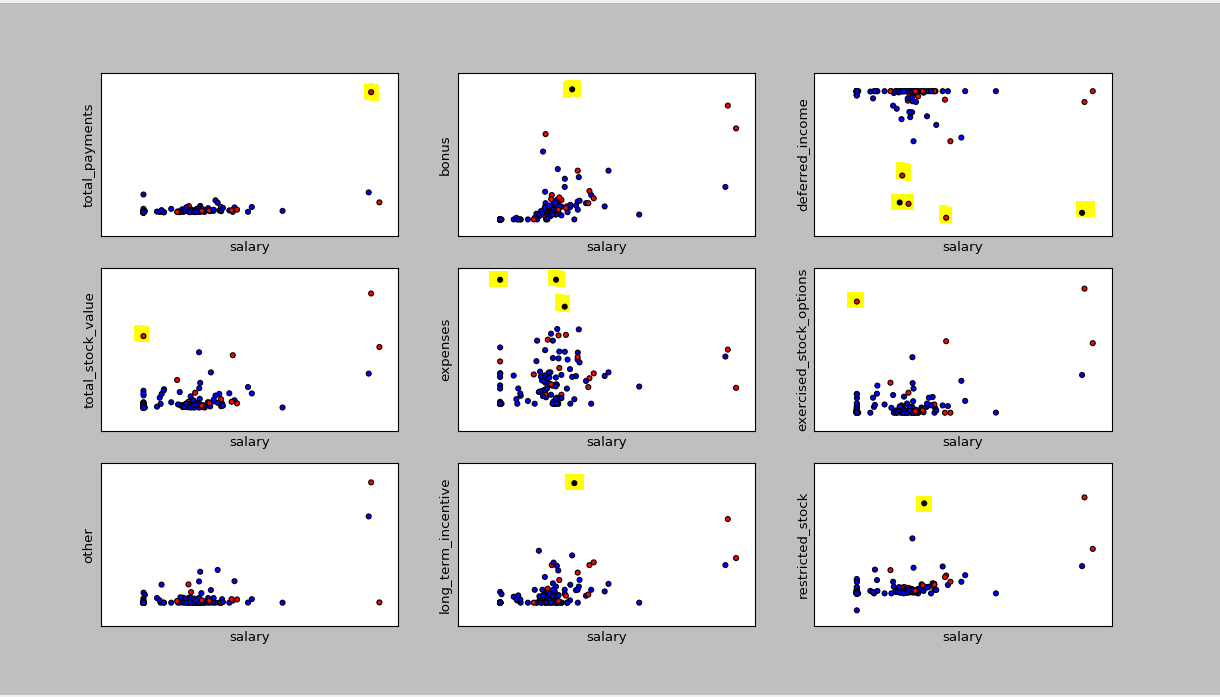 total_payments
salary
bonus
salary
deferred_income
salary
total_stock_value
salary
expenses
salary
exercised_stock_options
salary
other
salary
long_term_incentive
salary
restricted_stock
salary